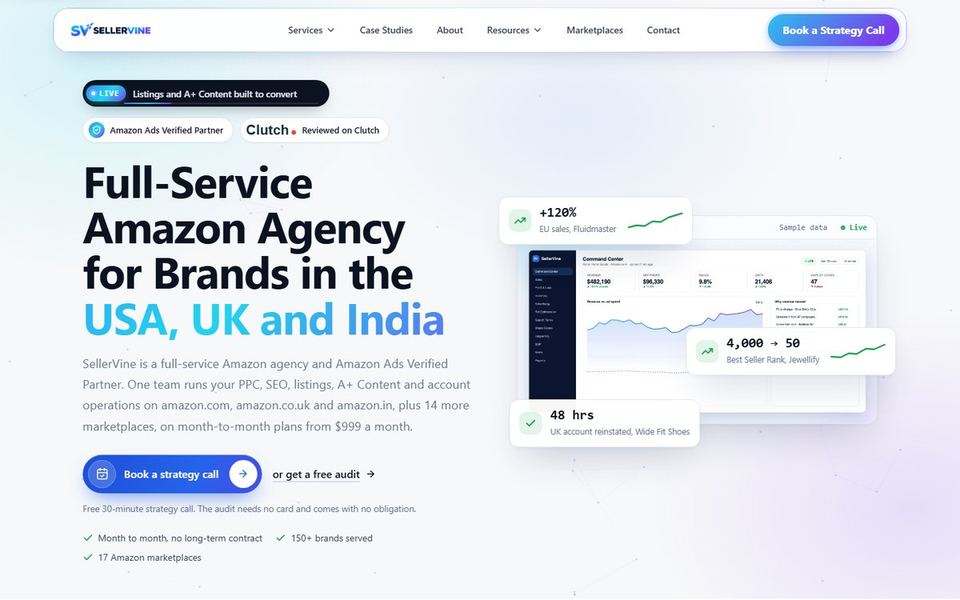 SV SELLERVINE
Services
Case Studies
About
Resources
Marketplaces
Contact
Book a Strategy Call
LIVE Listings and A+ Content built to convert
Amazon Ads Verified Partner
Clutch Reviewed on Clutch
Full-Service
Amazon Agency
for Brands in the
USA, UK and India
SellerVine is a full-service Amazon agency and Amazon Ads Verified
Partner. One team runs your PPC, SEO, listings, A+ Content and account
operations on amazon.com, amazon.co.uk and amazon.in, plus 14 more
marketplaces, on month-to-month plans from $999 a month.
Book a strategy call →
or get a free audit →
Free 30-minute strategy call. The audit needs no card and comes with no obligation.
Month to month, no long-term contract
150+ brands served
17 Amazon marketplaces
+120%
EU sales, Fluidmaster
Sample data
Live
SellerVine
Command Center
$482,190
$96,330
9.8%
21,406
47
4,000 → 50
Best Seller Rank, Jewellify
48 hrs
UK account reinstated, Wide Fit Shoes